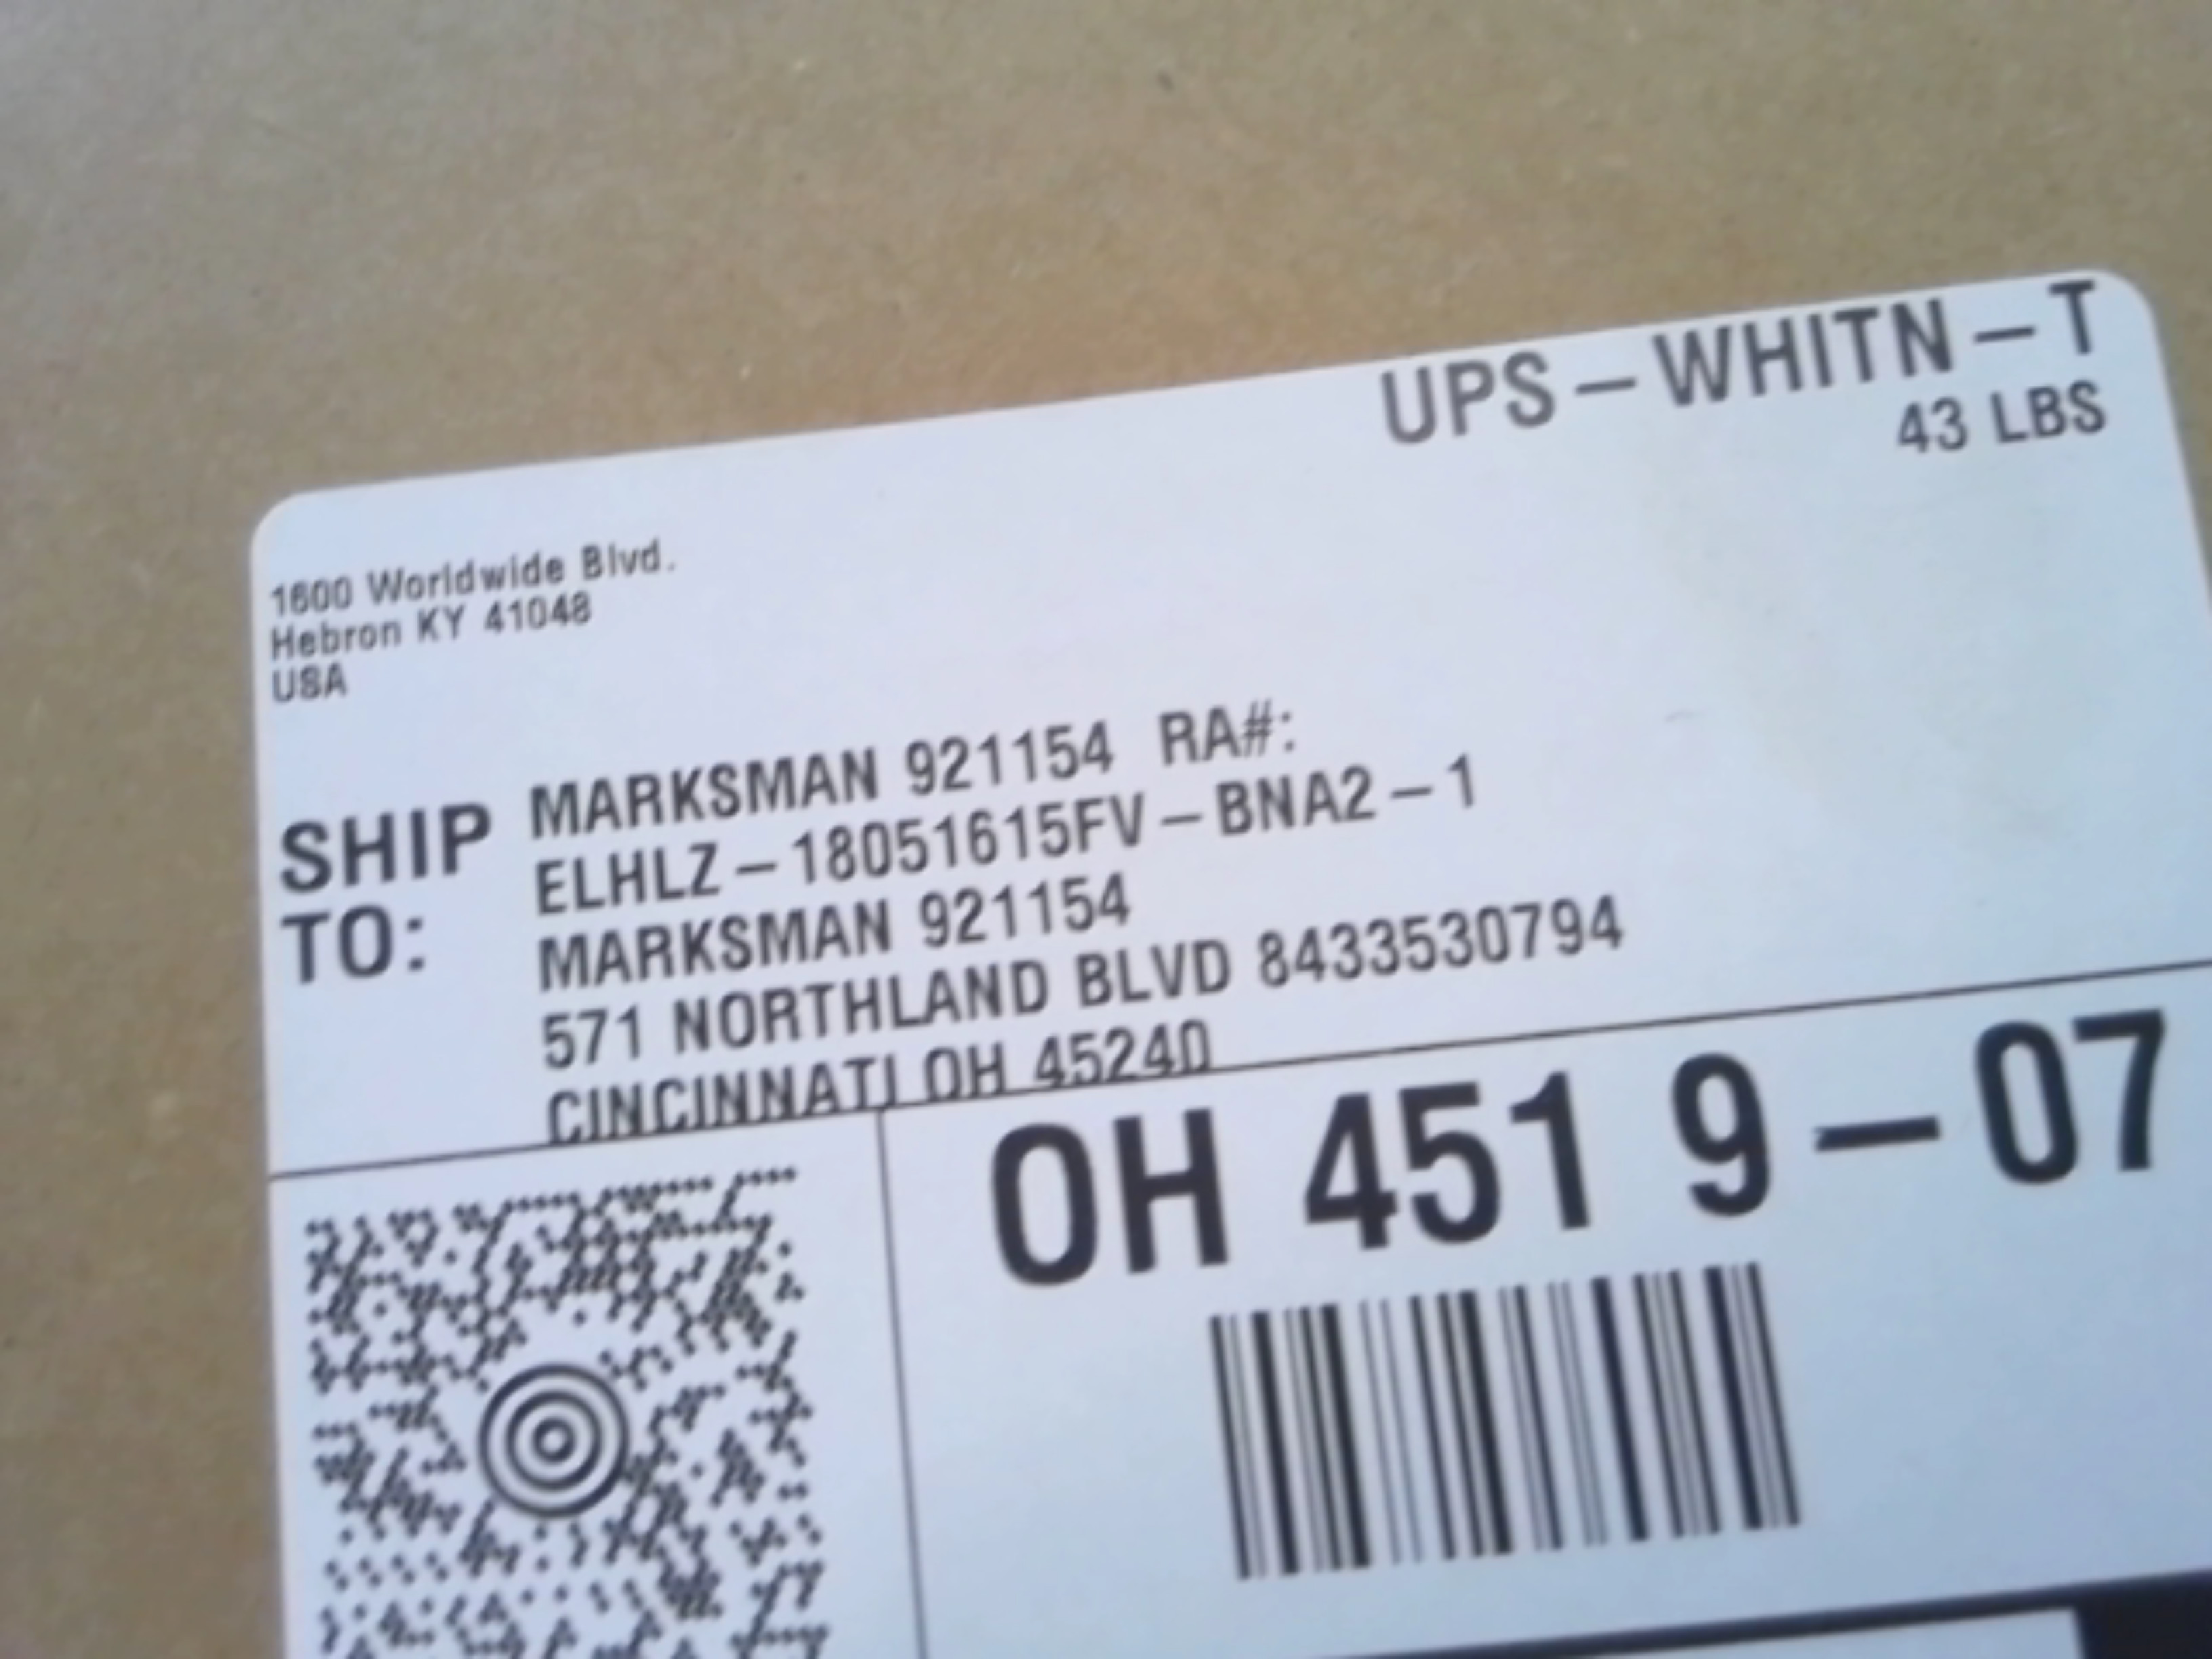 UPS – WHITN – T
43 LBS
1600 Worldwide Blvd.
Hebron KY 41048
USA
SHIP TO:
MARKSMAN 921154 RA#:
ELHLZ – 18051615FV – BNA2 – 1
MARKSMAN 921154
571 NORTHLAND BLVD 8433530794
CINCINNATI OH 45240
OH 451 9 – 07